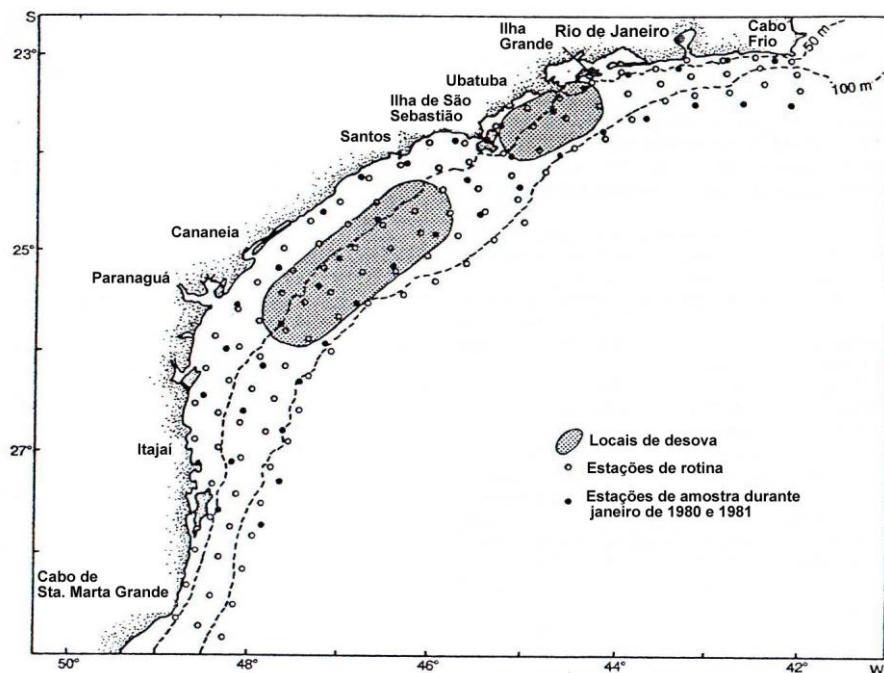 S
23°
25°
27°
50°
48°
46°
44°
42°
W
Ilha
Grande
Rio de Janeiro
Cabo
Frio
50 m
100 m
Ubatuba
Ilha de São
Sebastião
Santos
Cananeia
Paranaguá
Itajaí
Cabo de
Sta. Marta Grande
Locais de desova
Estações de rotina
Estações de amostra durante
janeiro de 1980 e 1981